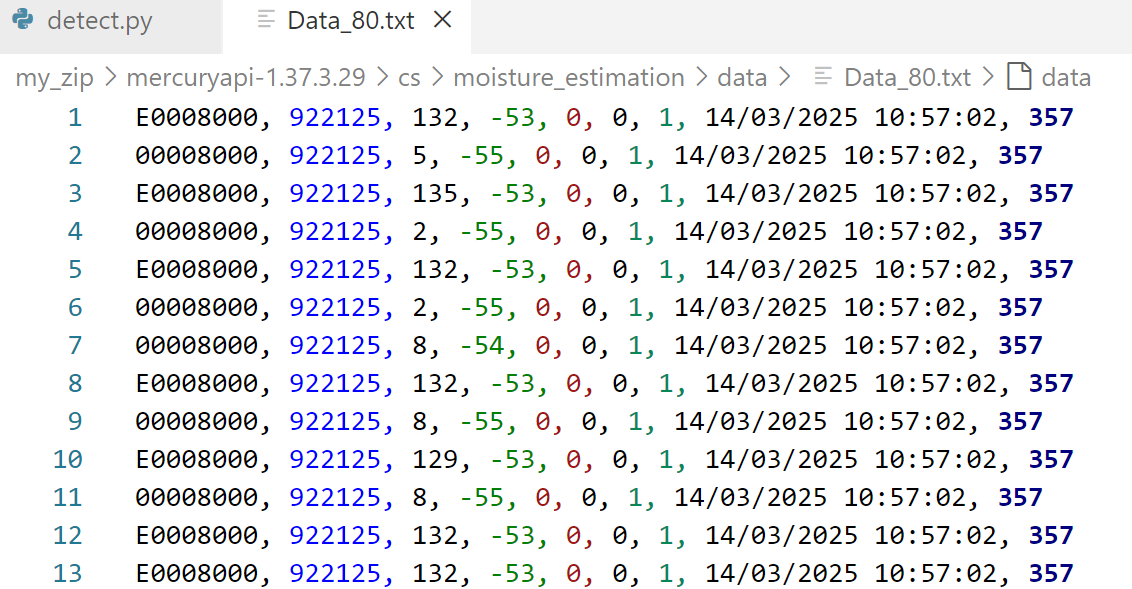 detect.py Data_80.txt
my_zip > mercuryapi-1.37.3.29 > cs > moisture_estimation > data > Data_80.txt > data
1 E0008000, 922125, 132, -53, 0, 0, 1, 14/03/2025 10:57:02, 357
2 00008000, 922125, 5, -55, 0, 0, 1, 14/03/2025 10:57:02, 357
3 E0008000, 922125, 135, -53, 0, 0, 1, 14/03/2025 10:57:02, 357
4 00008000, 922125, 2, -55, 0, 0, 1, 14/03/2025 10:57:02, 357
5 E0008000, 922125, 132, -53, 0, 0, 1, 14/03/2025 10:57:02, 357
6 00008000, 922125, 2, -55, 0, 0, 1, 14/03/2025 10:57:02, 357
7 00008000, 922125, 8, -54, 0, 0, 1, 14/03/2025 10:57:02, 357
8 E0008000, 922125, 132, -53, 0, 0, 1, 14/03/2025 10:57:02, 357
9 00008000, 922125, 8, -55, 0, 0, 1, 14/03/2025 10:57:02, 357
10 E0008000, 922125, 129, -53, 0, 0, 1, 14/03/2025 10:57:02, 357
11 00008000, 922125, 8, -55, 0, 0, 1, 14/03/2025 10:57:02, 357
12 E0008000, 922125, 132, -53, 0, 0, 1, 14/03/2025 10:57:02, 357
13 E0008000, 922125, 132, -53, 0, 0, 1, 14/03/2025 10:57:02, 357